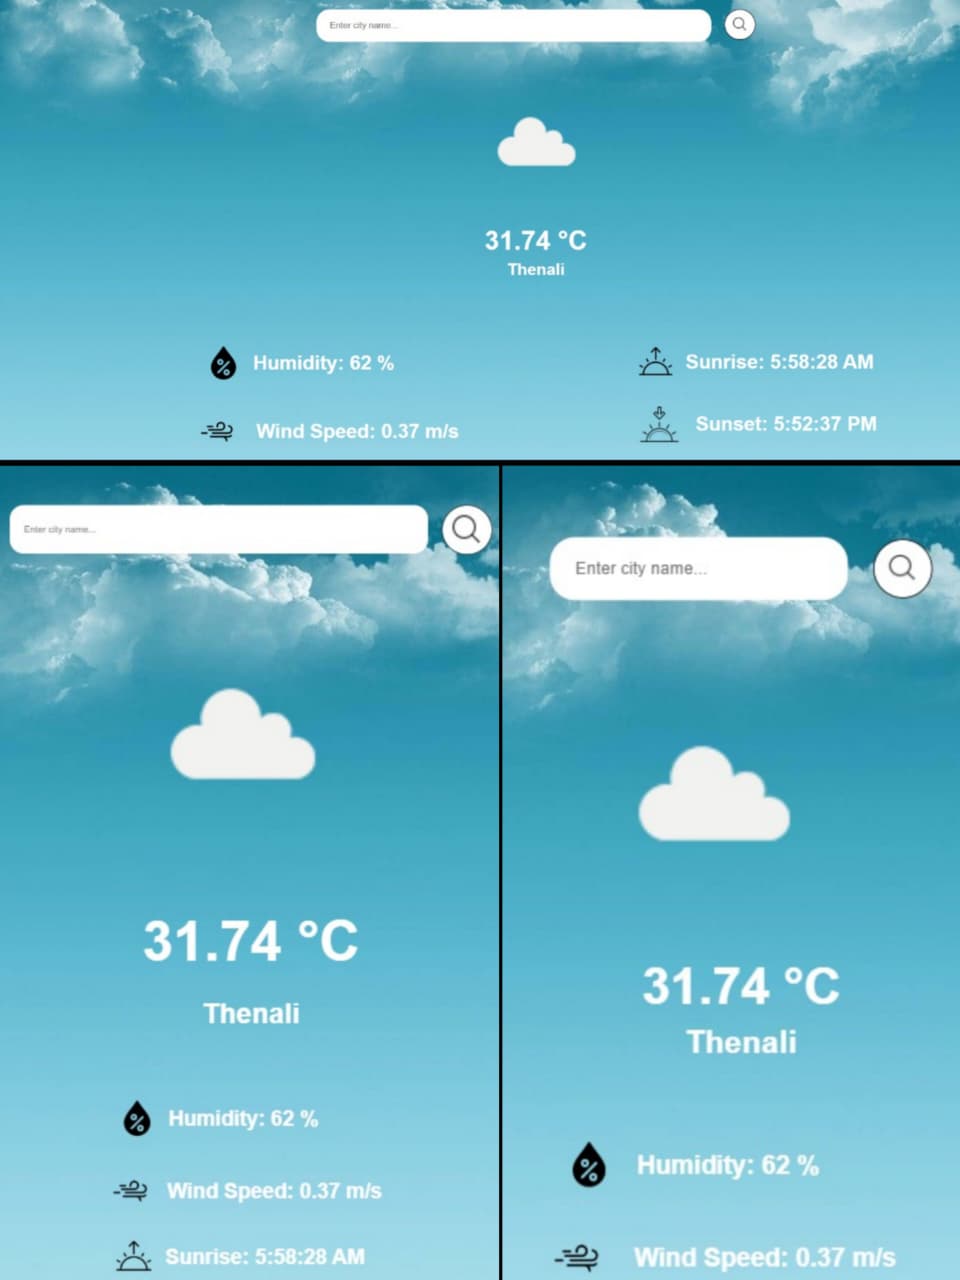 Enter city name...
31.74 °C
Thenali
Humidity: 62 %
Sunrise: 5:58:28 AM
Wind Speed: 0.37 m/s
Sunset: 5:52:37 PM
Enter city name...
31.74 °C
Thenali
Humidity: 62 %
Wind Speed: 0.37 m/s
Sunrise: 5:58:28 AM
Enter city name...
31.74 °C
Thenali
Humidity: 62 %
Wind Speed: 0.37 m/s